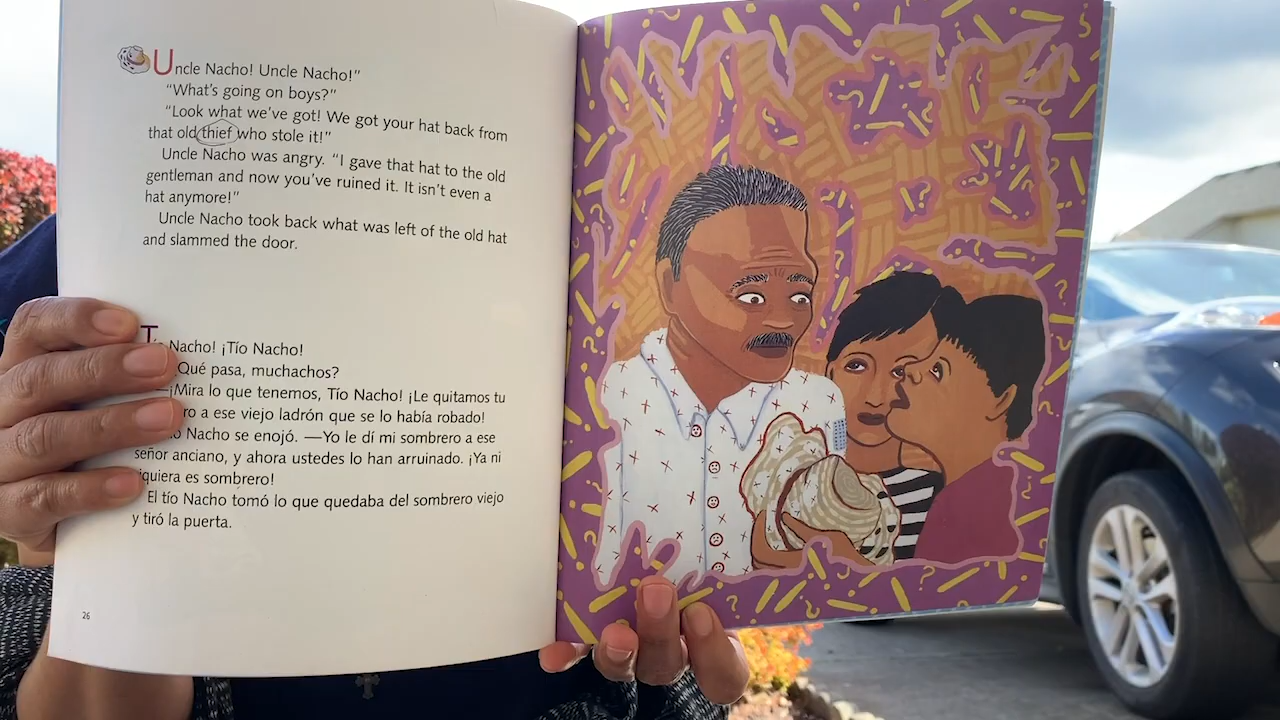 Uncle Nacho! Uncle Nacho!"
"What's going on boys?"
"Look what we've got! We got your hat back from
that old thief who stole it!"
Uncle Nacho was angry. "I gave that hat to the old
gentleman and now you've ruined it. It isn't even a
hat anymore!"
Uncle Nacho took back what was left of the old hat
and slammed the door.
Nacho! ¡Tío Nacho!
Qué pasa, muchachos?
—¡Mira lo que tenemos, Tío Nacho! ¡Le quitamos tu
ro a ese viejo ladrón que se lo había robado!
Nacho se enojó. —Yo le dí mi sombrero a ese
señor anciano, y ahora ustedes lo han arruinado. ¡Ya ni
iquiera es sombrero!
El tío Nacho tomó lo que quedaba del sombrero viejo
y tiró la puerta.
26